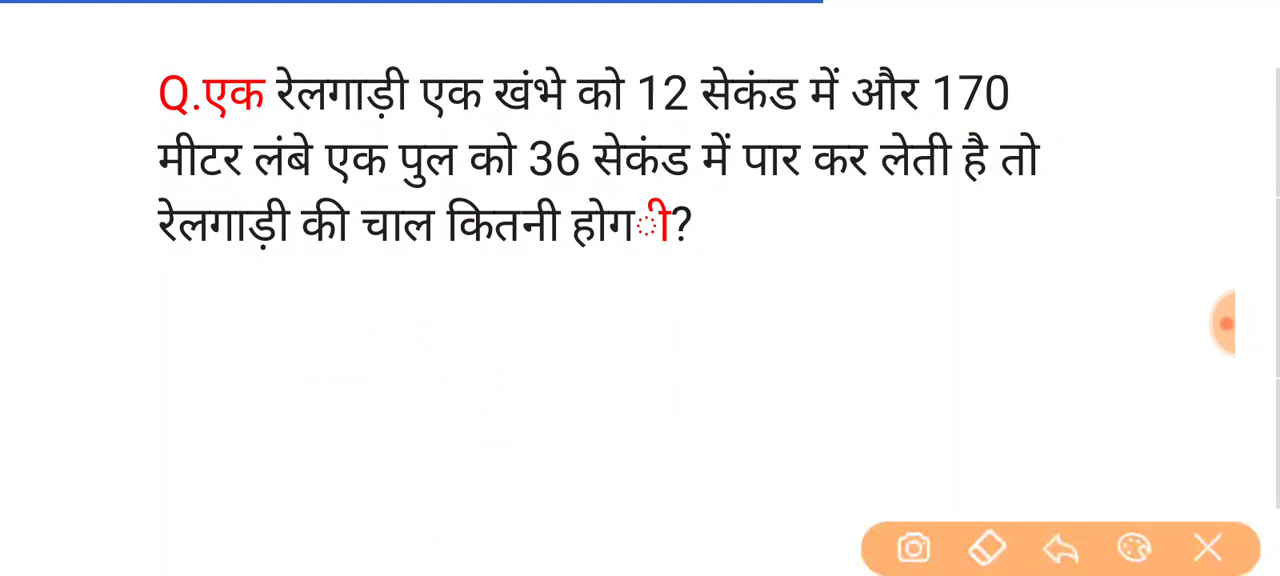 Q.एक रेलगाड़ी एक खंभे को 12 सेकंड में और 170
मीटर लंबे एक पुल को 36 सेकंड में पार कर लेती है तो
रेलगाड़ी की चाल कितनी होगी?